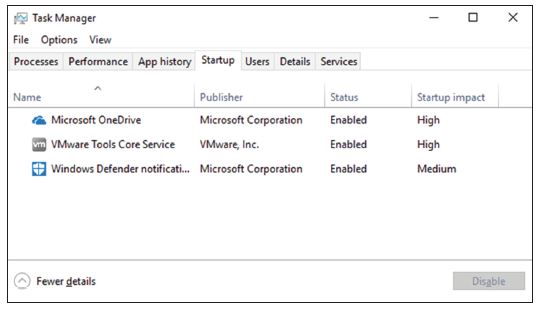 Task Manager
File Options View
Processes Performance App history Startup Users Details Services
Name Publisher Status Startup impact
Microsoft OneDrive Microsoft Corporation Enabled High
vm VMware Tools Core Service VMware, Inc. Enabled High
Windows Defender notificati... Microsoft Corporation Enabled Medium
Fewer details Disable